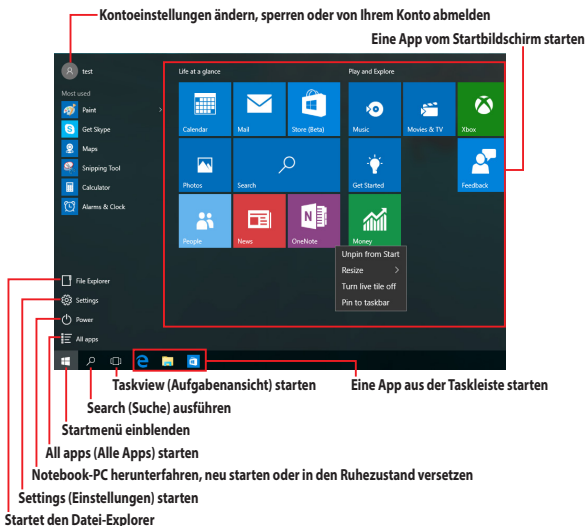 Kontoeinstellungen ändern, sperren oder von Ihrem Konto abmelden
Eine App vom Startbildschirm starten
test
Life at a glance
Play and Explore
Most used
Paint
Get Skype
Maps
Snipping Tool
Calculator
Alarms & Clock
Calendar
Mail
Store (Beta)
Music
Movies & TV
Xbox
Photos
Search
Get Started
Feedback
People
News
N
OneNote
Money
Unpin from Start
Resize
Turn live tile off
Pin to taskbar
File Explorer
Settings
Power
All apps
Taskview (Aufgabenansicht) starten
Eine App aus der Taskleiste starten
Search (Suche) ausführen
Startmenü einblenden
All apps (Alle Apps) starten
Notebook-PC herunterfahren, neu starten oder in den Ruhezustand versetzen
Settings (Einstellungen) starten
Startet den Datei-Explorer